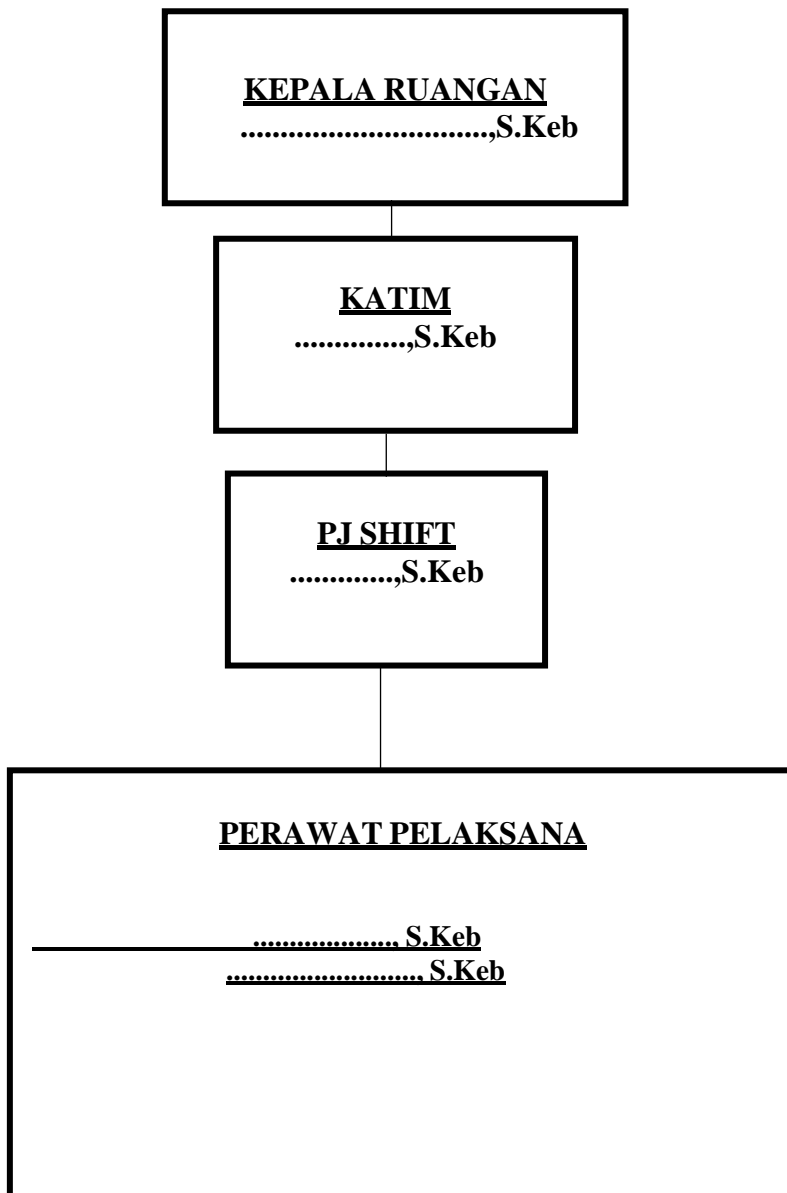 KEPALA RUANGAN
...............................,S.Keb
KATIM
..............,S.Keb
PJ SHIFT
.............,S.Keb
PERAWAT PELAKSANA
...................., S.Keb
..........................., S.Keb